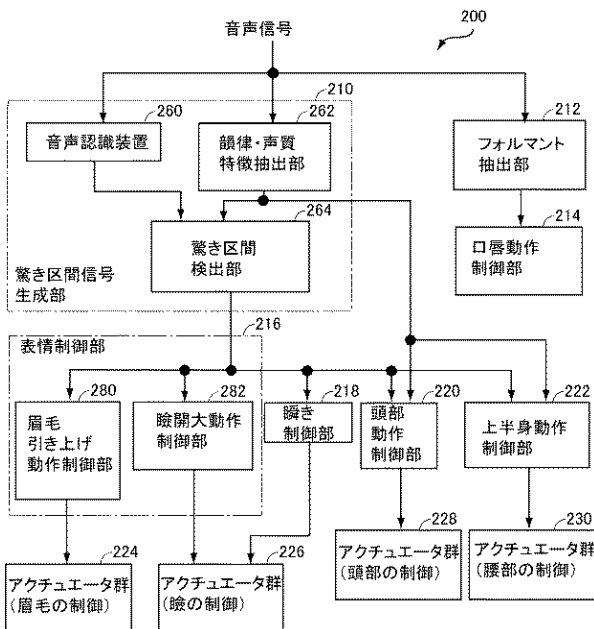 音声信号
200
210
260
262
212
音声認識装置
韻律・声質
特徴抽出部
フォルマント
抽出部
264
214
驚き区間
検出部
口唇動作
制御部
驚き区間信号
生成部
216
表情制御部
280
282
218
220
222
眉毛
引き上げ
動作制御部
瞼開大動作
制御部
瞬き
制御部
頭部
動作
制御部
上半身動作
制御部
224
226
228
230
アクチュエータ群
(眉毛の制御)
アクチュエータ群
(瞼の制御)
アクチュエータ群
(頭部の制御)
アクチュエータ群
(腰部の制御)